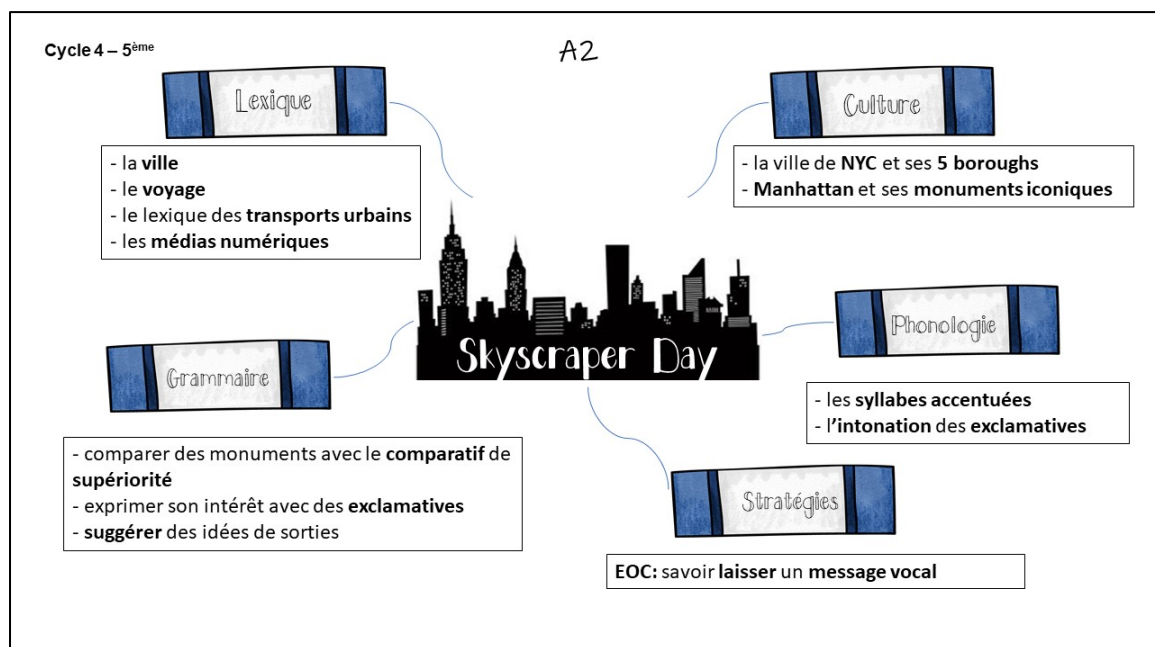 Cycle 4 – 5ème
A2
Lexique
- la ville
- le voyage
- le lexique des transports urbains
- les médias numériques
Culture
- la ville de NYC et ses 5 boroughs
- Manhattan et ses monuments iconiques
Skyscraper Day
Grammaire
- comparer des monuments avec le comparatif de
supériorité
- exprimer son intérêt avec des exclamatives
- suggérer des idées de sorties
Phonologie
- les syllabes accentuées
- l'intonation des exclamatives
Stratégies
EOC: savoir laisser un message vocal